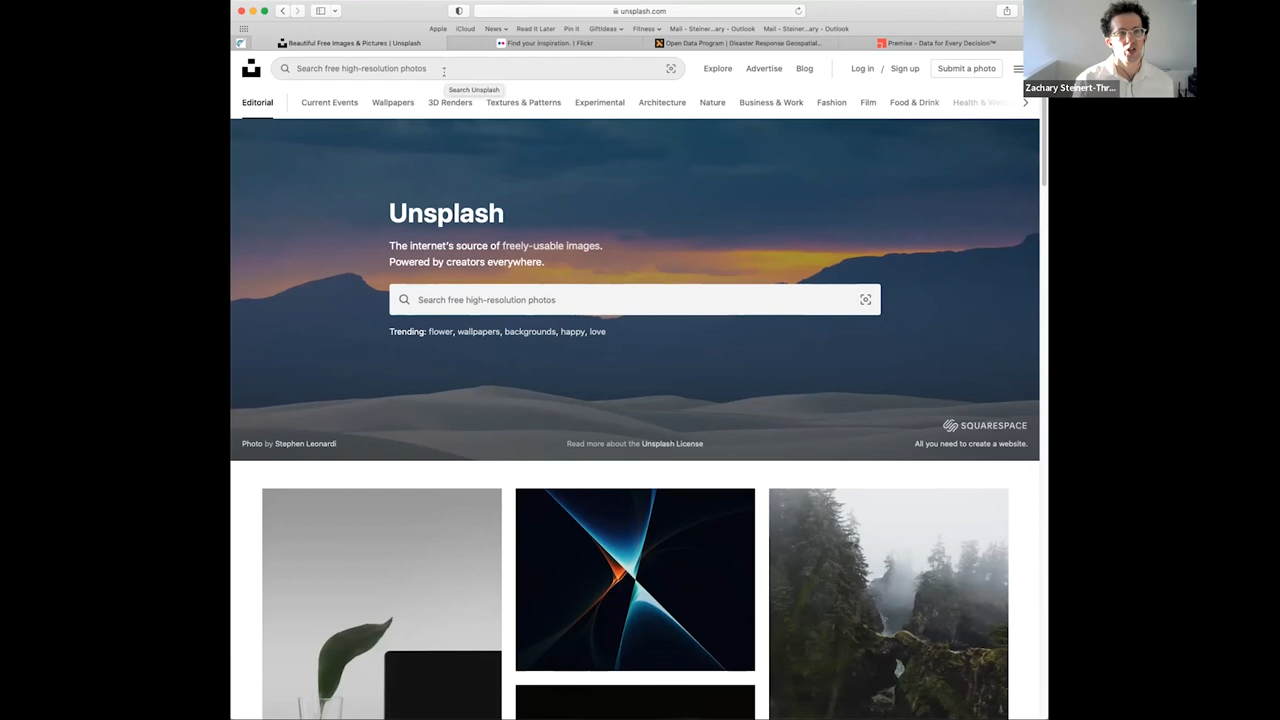 unsplash.com
Apple iCloud News Read It Later Pin it GiftIdeas Fitness Mail - Steiner...ary - Outlook Mail - Steiner...ary - Outlook
Beautiful Free Images & Pictures | Unsplash Find your inspiration. | Flickr Open Data Program | Disaster Response Geospatial... Premise - Data for Every Decision™
Zachary Steinert-Thr...
Search free high-resolution photos Explore Advertise Blog Log in / Sign up Submit a photo
Search Unsplash
Editorial Current Events Wallpapers 3D Renders Textures & Patterns Experimental Architecture Nature Business & Work Fashion Film Food & Drink Health &
Unsplash
The internet's source of freely-usable images.
Powered by creators everywhere.
Search free high-resolution photos
Trending: flower, wallpapers, backgrounds, happy, love
SQUARESPACE
Photo by Stephen Leonardi Read more about the Unsplash License All you need to create a website.